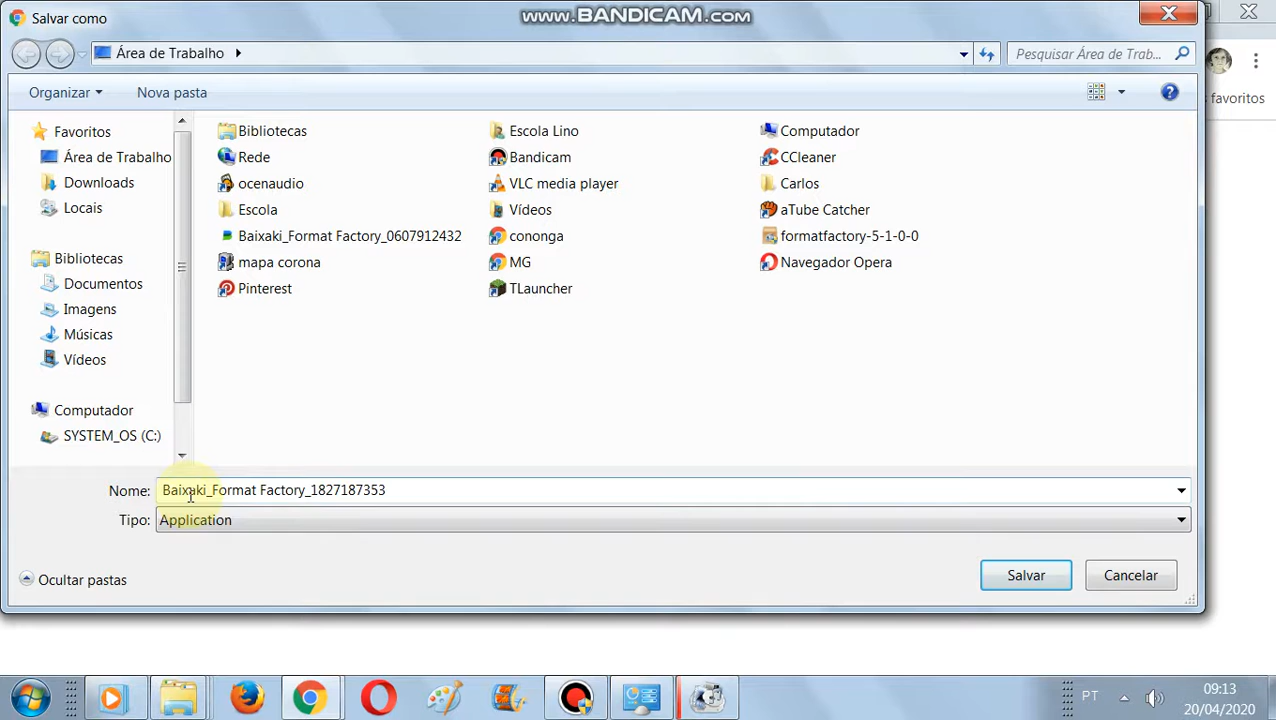 Salvar como
www.BANDICAM.com
Área de Trabalho
Pesquisar Área de Trab...
Organizar
Nova pasta
favoritos
Favoritos
Área de Trabalho
Downloads
Locais
Bibliotecas
Documentos
Imagens
Músicas
Vídeos
Computador
SYSTEM_OS (C:)
Bibliotecas
Escola Lino
Computador
Rede
Bandicam
CCleaner
ocenaudio
VLC media player
Carlos
Escola
Vídeos
aTube Catcher
Baixaki_Format Factory_0607912432
cononga
formatfactory-5-1-0-0
mapa corona
MG
Navegador Opera
Pinterest
TLauncher
Nome: Baixaki_Format Factory_1827187353
Tipo: Application
Ocultar pastas
Salvar
Cancelar
PT
09:13
20/04/2020